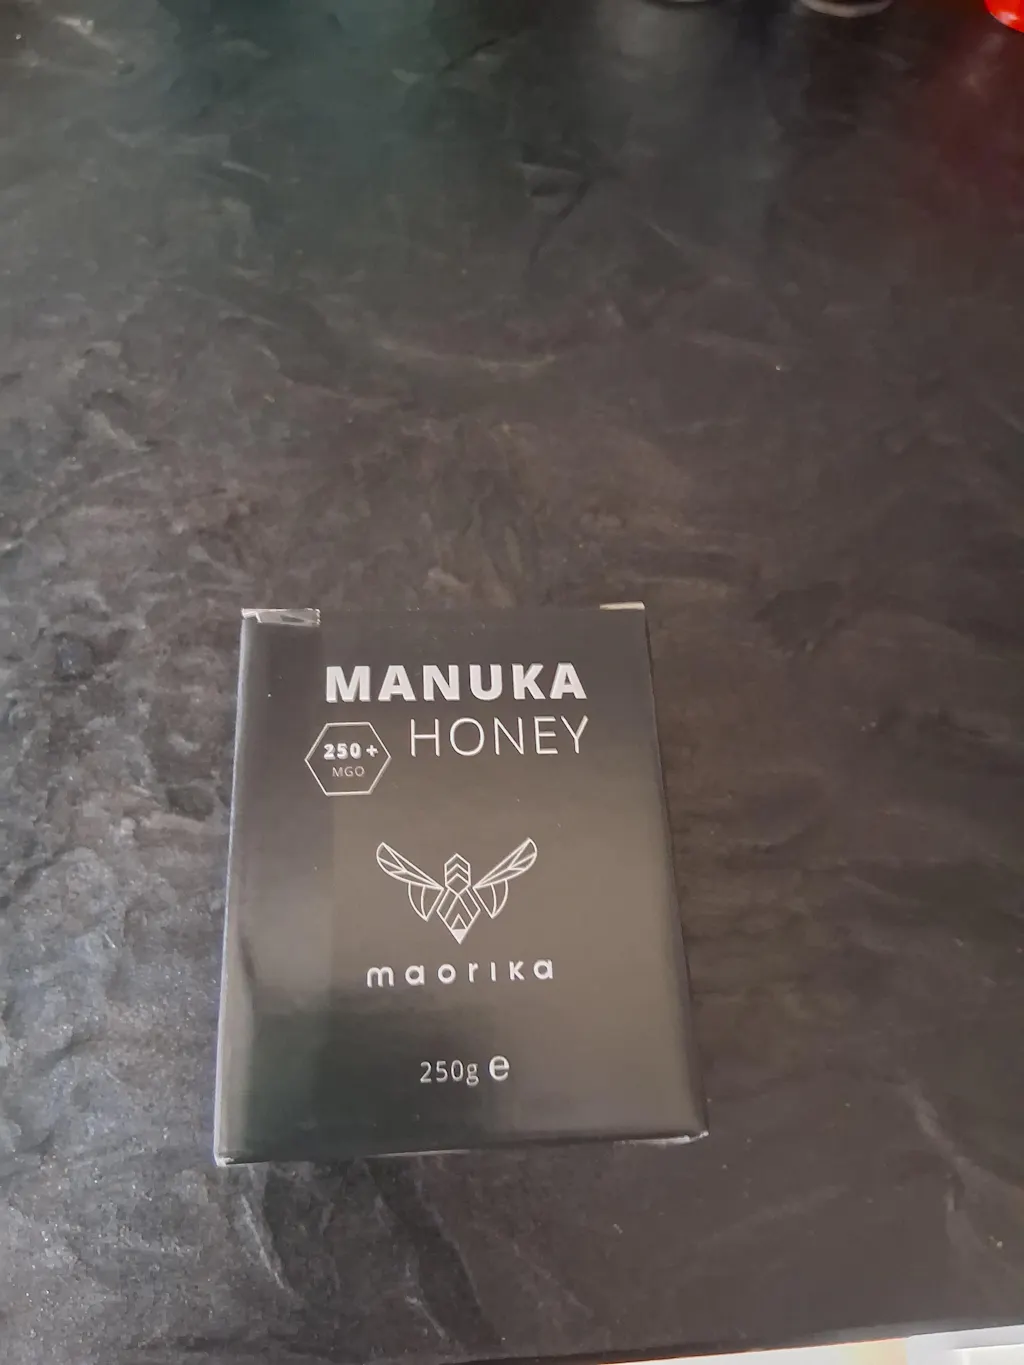 MANUKA
HONEY
250+
MGO
maorika
250g e